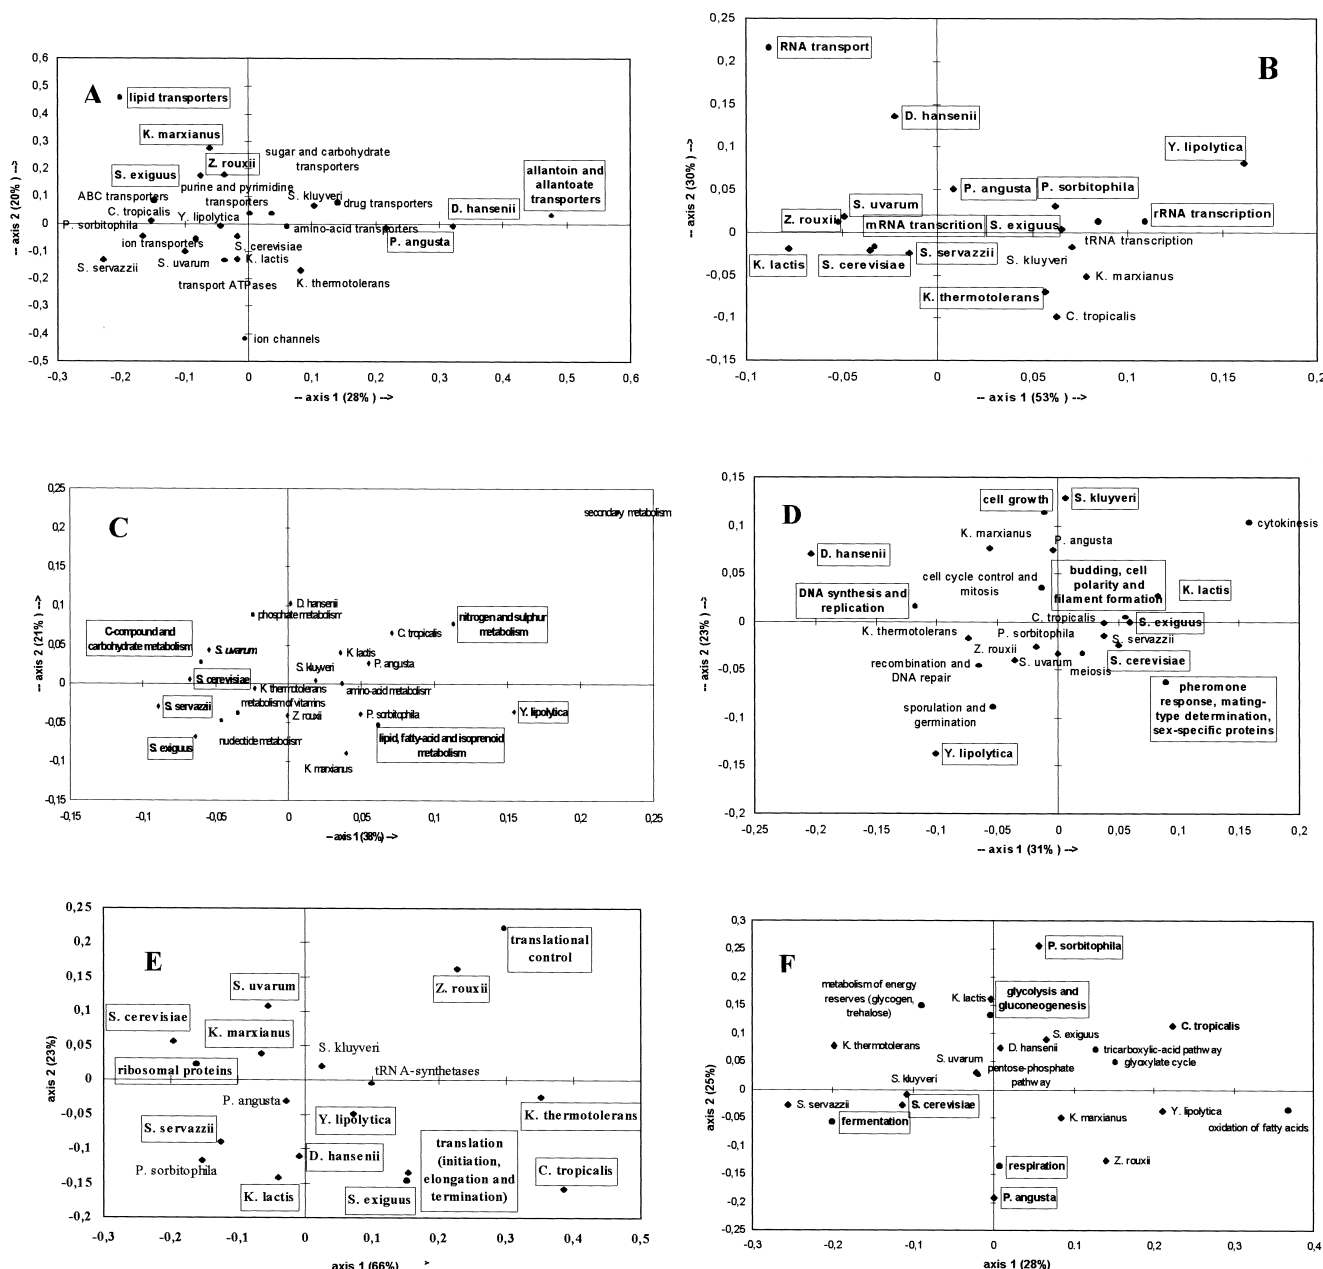 A
0,6
0,5
0,4
0,3
0,2
0,1
0
-0,1
-0,2
-0,3
-0,4
-0,5
-- axis 2 (20% ) -->
lipid transporters
K. marxianus
Z. rouxii
sugar and carbohydrate
transporters
S. exiguus
purine and pyrimidine
transporters
allantoin and
allantoate
transporters
ABC transporters
S. kluyveri
drug transporters
C. tropicalis
Y. lipolytica
D. hansenii
P. sorbitophila
amino-acid transporters
P. angusta
ion transporters
S. cerevisiae
S. servazzii
S. uvarum
K. lactis
transport ATPases
K. thermotolerans
ion channels
-0,3
-0,2
-0,1
0
0,1
0,2
0,3
0,4
0,5
0,6
-- axis 1 (28% ) -->
B
0,25
0,2
0,15
0,1
0,05
0
-0,05
-0,1
-0,15
-- axis 2 (30% ) -->
RNA transport
D. hansenii
Y. lipolytica
P. angusta
P. sorbitophila
S. uvarum
Z. rouxii
mRNA transcrition
S. exiguus
rRNA transcription
tRNA transcription
K. lactis
S. cerevisiae
S. servazzii
S. kluyveri
K. marxianus
K. thermotolerans
C. tropicalis
-0,1
-0,05
0
0,05
0,1
0,15
0,2
-- axis 1 (53% ) -->
C
0,25
0,2
0,15
0,1
0,05
0
-0,05
-0,1
-0,15
-- axis 2 (21% ) -->
secondary metabolism
D. hansenii
phosphate metabolism
nitrogen and sulphur
metabolism
C-compound and
carbohydrate metabolism
C. tropicalis
S. uvarum
K. lactis
P. angusta
S. kluyveri
S. cerevisiae
K thermotolerans
amino-acid metabolism
metabolism of vitamins
S. servazzii
Z. rouxii
P. sorbitophila
Y. lipolytica
S. exiguus
nucleotide metabolism
lipid, fatty-acid and isoprenoid
metabolism
K marxianus
-0,15
-0,1
-0,05
0
0,05
0,1
0,15
0,2
0,25
-- axis 1 (38%) -->
D
0,15
0,1
0,05
0
-0,05
-0,1
-0,15
-0,2
-- axis 2 (23% ) -->
cell growth
S. kluyveri
cytokinesis
K. marxianus
P. angusta
D. hansenii
cell cycle control and
mitosis
budding, cell
polarity and
filament formation
K. lactis
DNA synthesis and
replication
C. tropicalis
S. exiguus
K. thermotolerans
P. sorbitophila
S. servazzii
Z. rouxii
S. uvarum
S. cerevisiae
recombination and
DNA repair
meiosis
pheromone
response, mating-
type determination,
sex-specific proteins
sporulation and
germination
Y. lipolytica
-0,25
-0,2
-0,15
-0,1
-0,05
0
0,05
0,1
0,15
0,2
-- axis 1 (31% ) -->
E
0,25
0,2
0,15
0,1
0,05
0
-0,05
-0,1
-0,15
-0,2
axis 2 (23%)
translational
control
Z. rouxii
S. uvarum
S. cerevisiae
K. marxianus
S. kluyveri
ribosomal proteins
tRNA-synthetases
P. angusta
Y. lipolytica
K. thermotolerans
S. servazzii
D. hansenii
translation
(initiation,
elongation and
termination)
P. sorbitophila
C. tropicalis
K. lactis
S. exiguus
-0,3
-0,2
-0,1
0
0,1
0,2
0,3
0,4
0,5
axis 1 (66%) >
F
0,3
0,25
0,2
0,15
0,1
0,05
0
-0,05
-0,1
-0,15
-0,2
-0,25
axis 2 (25%)
P. sorbitophila
metabolism of energy
reserves (glycogen,
trehalose)
K. lactis
glycolysis and
gluconeogenesis
C. tropicalis
K. thermotolerans
S. exiguus
D. hansenii
tricarboxylic-acid pathway
glyoxylate cycle
S. uvarum
pentose-phosphate
pathway
S. kluyveri
S. servazzii
S. cerevisiae
fermentation
K. marxianus
Y. lipolytica
oxidation of fatty acids
respiration
Z. rouxii
P. angusta
-0,3
-0,2
-0,1
0
0,1
0,2
0,3
0,4
axis 1 (28%)